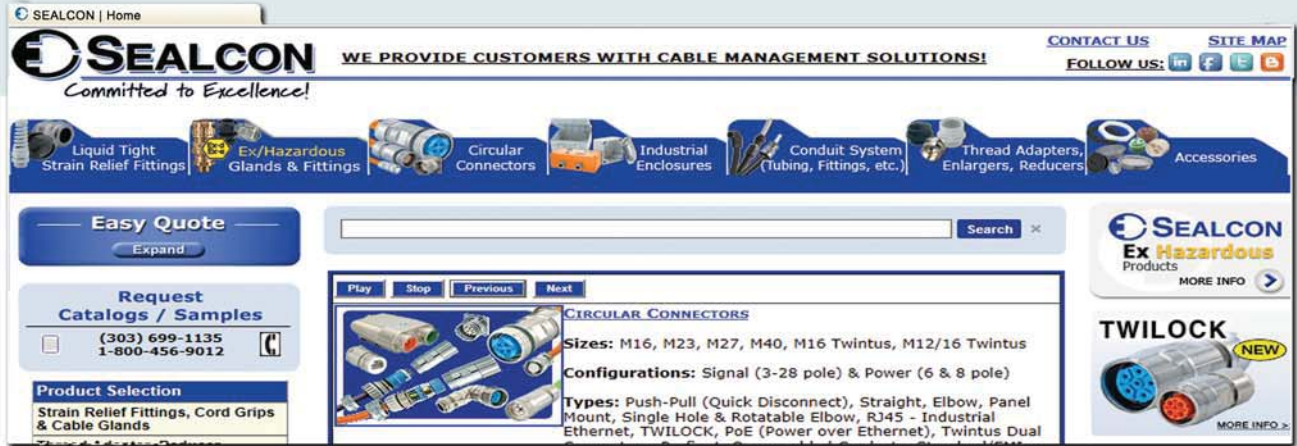 SEALCON | Home
SEALCON
Committed to Excellence!
WE PROVIDE CUSTOMERS WITH CABLE MANAGEMENT SOLUTIONS!
CONTACT US
SITE MAP
FOLLOW US:
Liquid Tight
Strain Relief Fittings
Ex/Hazardous
Glands & Fittings
Circular
Connectors
Industrial
Enclosures
Conduit System
(Tubing, Fittings, etc.)
Thread Adapters,
Enlargers, Reducers
Accessories
Easy Quote
Expand
Request
Catalogs / Samples
(303) 699-1135
1-800-456-9012
Product Selection
Strain Relief Fittings, Cord Grips
& Cable Glands
Search
Play Stop Previous Next
CIRCULAR CONNECTORS
Sizes: M16, M23, M27, M40, M16 Twintus, M12/16 Twintus
Configurations: Signal (3-28 pole) & Power (6 & 8 pole)
Types: Push-Pull (Quick Disconnect), Straight, Elbow, Panel
Mount, Single Hole & Rotatable Elbow, RJ45 - Industrial
Ethernet, TWILOCK, PoE (Power over Ethernet), Twintus Dual
SEALCON
Ex Hazardous
Products
MORE INFO
TWILOCK
NEW
MORE INFO >